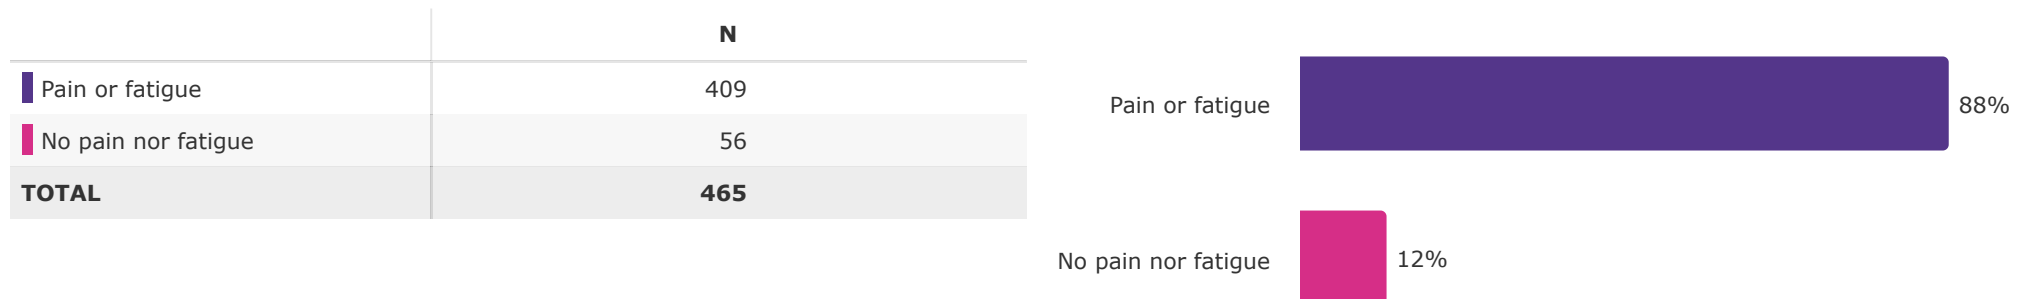 N
Pain or fatigue 409
No pain nor fatigue 56
TOTAL 465
Pain or fatigue 88%
No pain nor fatigue 12%